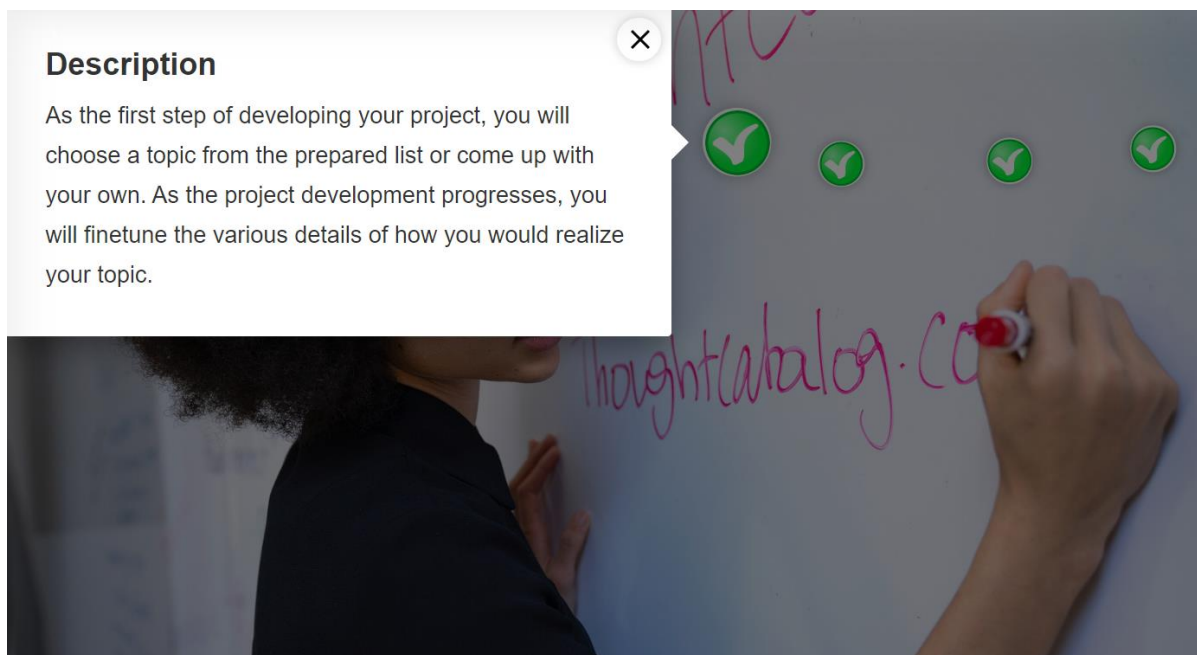 Description
As the first step of developing your project, you will
choose a topic from the prepared list or come up with
your own. As the project development progresses, you
will finetune the various details of how you would realize
your topic.
Thoughtcatalog.co